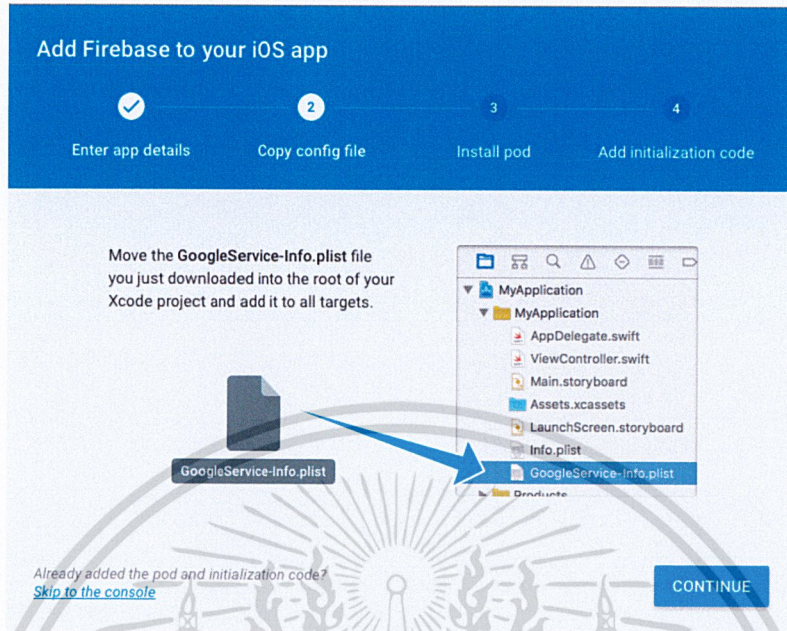 Add Firebase to your iOS app
2
3
4
Enter app details
Copy config file
Install pod
Add initialization code
Move the GoogleService-Info.plist file
you just downloaded into the root of your
Xcode project and add it to all targets.
GoogleService-Info.plist
MyApplication
MyApplication
AppDelegate.swift
ViewController.swift
Main.storyboard
Assets.xcassets
LaunchScreen.storyboard
Info.plist
GoogleService-Info.plist
Products
Already added the pod and initialization code?
Skip to the console
CONTINUE